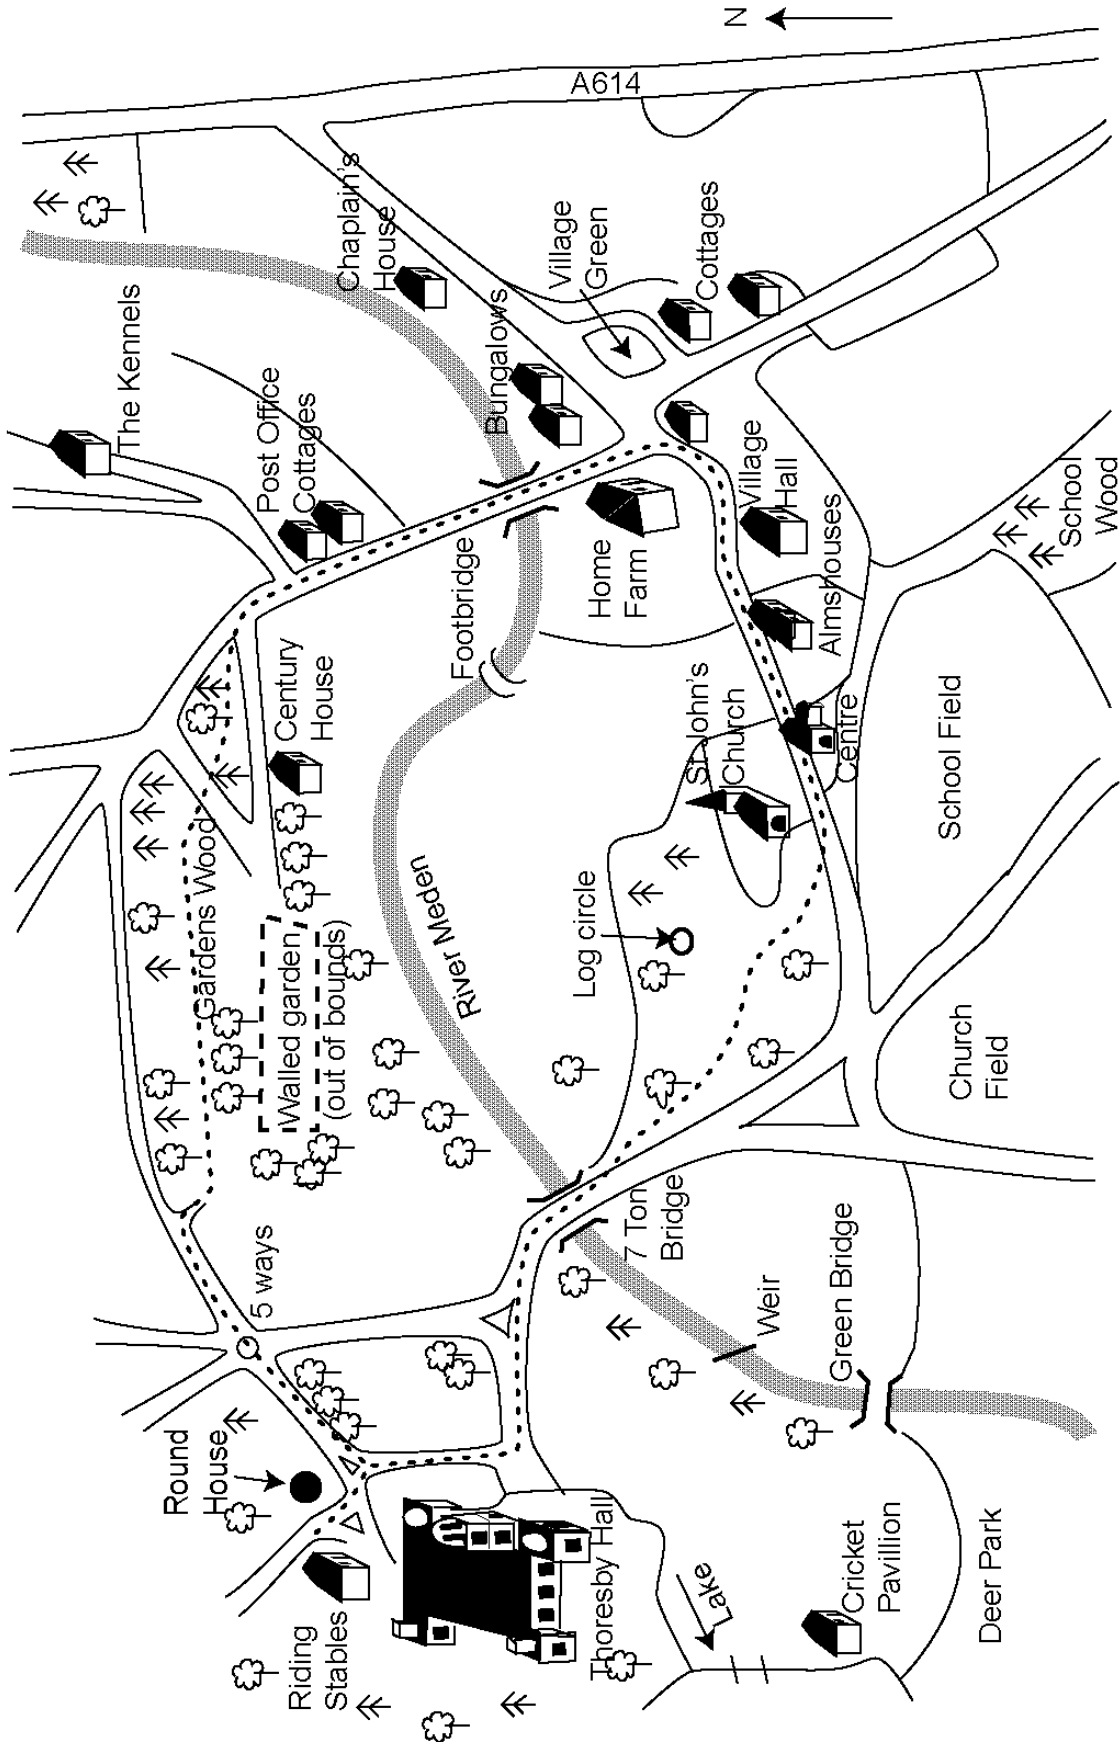 N
A614
Chaplain's
House
Village
Green
Cottages
The Kennels
Bungalows
Post Office
Cottages
Village
Hall
School
Wood
Footbridge
Home
Farm
Almshouses
Century
House
St John's
Church
Centre
School Field
Gardens Wood
River Meden
Log circle
Walled garden
(out of bounds)
Church
Field
5 ways
7 Ton
Bridge
Weir
Green Bridge
Round
House
Thoresby Hall
Lake
Cricket
Pavillion
Deer Park
Riding
Stables